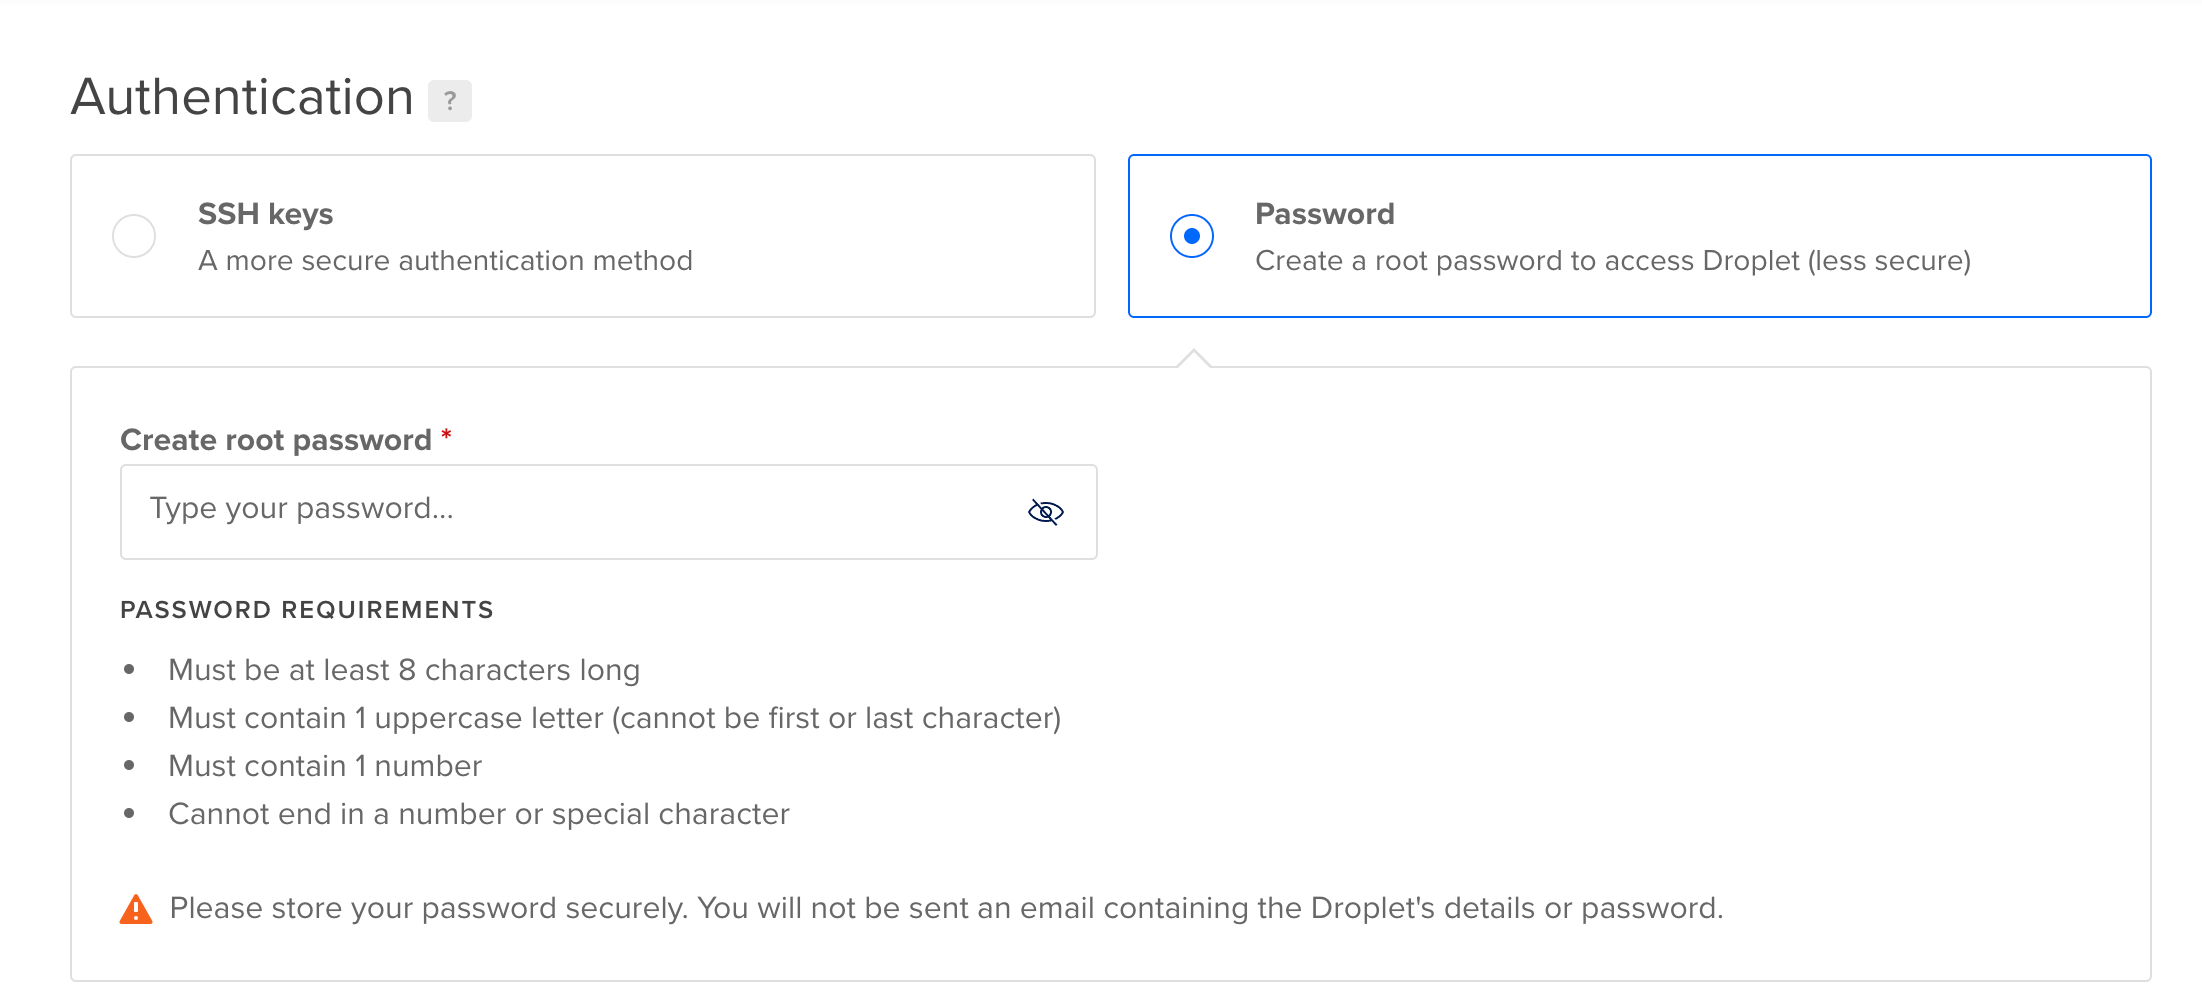 Authentication ?
SSH keys
A more secure authentication method
Password
Create a root password to access Droplet (less secure)
Create root password *
Type your password...
PASSWORD REQUIREMENTS
• Must be at least 8 characters long
• Must contain 1 uppercase letter (cannot be first or last character)
• Must contain 1 number
• Cannot end in a number or special character
Please store your password securely. You will not be sent an email containing the Droplet's details or password.